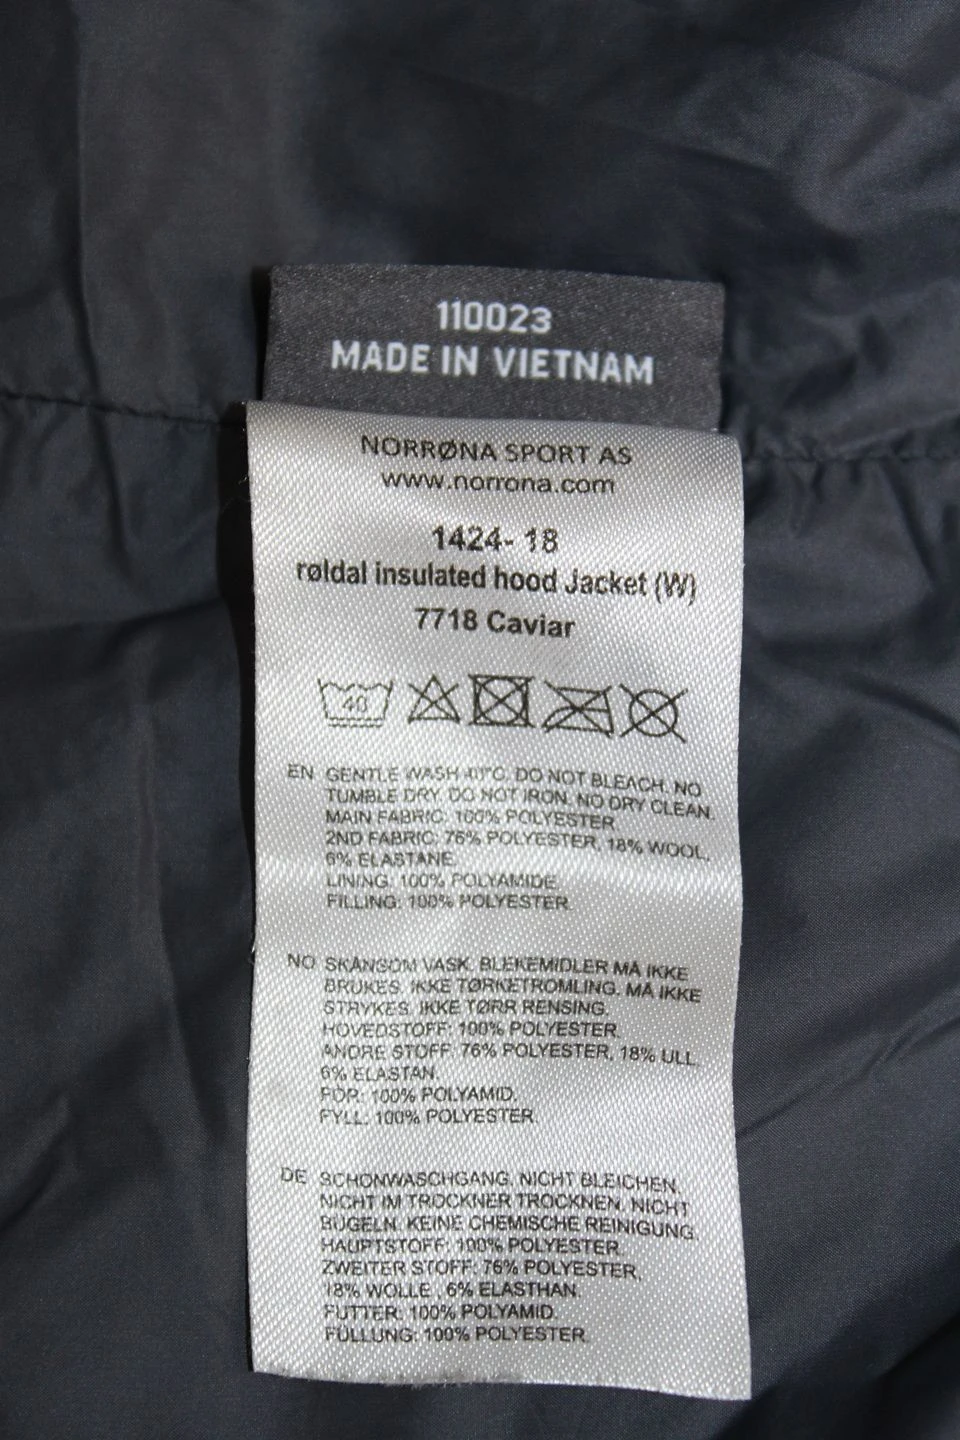 110023
MADE IN VIETNAM
NORRØNA SPORT AS
www.norrona.com
1424- 18
røldal insulated hood Jacket (W)
7718 Caviar
40
EN GENTLE WASH 40°C. DO NOT BLEACH. NO
TUMBLE DRY. DO NOT IRON. NO DRY CLEAN.
MAIN FABRIC: 100% POLYESTER.
2ND FABRIC: 76% POLYESTER, 18% WOOL,
6% ELASTANE.
LINING: 100% POLYAMIDE.
FILLING: 100% POLYESTER.
NO SKÅNSOM VASK. BLEKEMIDLER MÅ IKKE
BRUKES. IKKE TØRKETROMLING. MÅ IKKE
STRYKES. IKKE TØRR RENSING.
HOVEDSTOFF: 100% POLYESTER.
ANDRE STOFF: 76% POLYESTER, 18% ULL.
6% ELASTAN.
FÔR: 100% POLYAMID.
FYLL: 100% POLYESTER.
DE SCHONWASCHGANG. NICHT BLEICHEN.
NICHT IM TROCKNER TROCKNEN. NICHT
BÜGELN. KEINE CHEMISCHE REINIGUNG.
HAUPTSTOFF: 100% POLYESTER.
ZWEITER STOFF: 76% POLYESTER,
18% WOLLE , 6% ELASTHAN.
FUTTER: 100% POLYAMID.
FÜLLUNG: 100% POLYESTER.